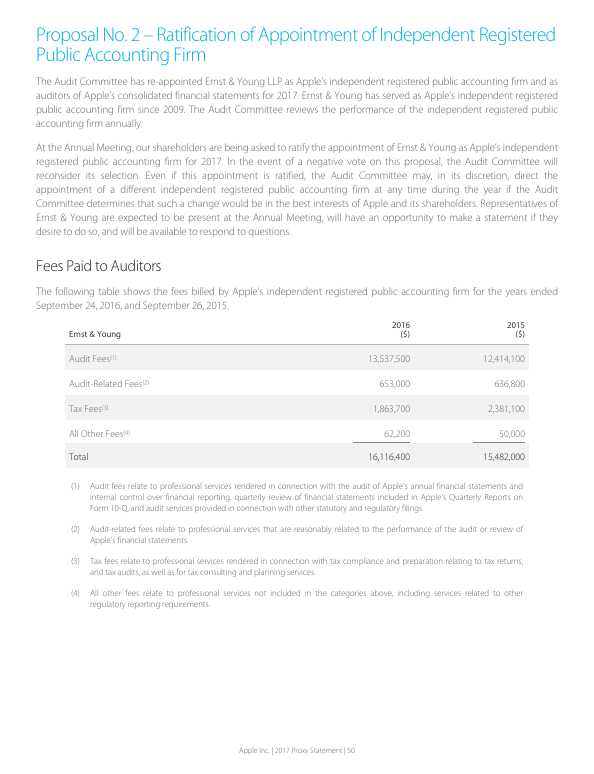 Proposal No. 2 – Ratification of Appointment of Independent Registered
Public Accounting Firm
The Audit Committee has re-appointed Ernst & Young LLP as Apple's independent registered public accounting firm and as
auditors of Apple's consolidated financial statements for 2017. Ernst & Young has served as Apple's independent registered
public accounting firm since 2009. The Audit Committee reviews the performance of the independent registered public
accounting firm annually.
At the Annual Meeting, our shareholders are being asked to ratify the appointment of Ernst & Young as Apple's independent
registered public accounting firm for 2017. In the event of a negative vote on this proposal, the Audit Committee will
reconsider its selection. Even if this appointment is ratified, the Audit Committee may, in its discretion, direct the
appointment of a different independent registered public accounting firm at any time during the year if the Audit
Committee determines that such a change would be in the best interests of Apple and its shareholders. Representatives of
Ernst & Young are expected to be present at the Annual Meeting, will have an opportunity to make a statement if they
desire to do so, and will be available to respond to questions.
Fees Paid to Auditors
The following table shows the fees billed by Apple's independent registered public accounting firm for the years ended
September 24, 2016, and September 26, 2015.
Ernst & Young 2016 ($) 2015 ($)
Audit Fees(1) 13,537,500 12,414,100
Audit-Related Fees(2) 653,000 636,800
Tax Fees(3) 1,863,700 2,381,100
All Other Fees(4) 62,200 50,000
Total 16,116,400 15,482,000
(1) Audit fees relate to professional services rendered in connection with the audit of Apple's annual financial statements and
internal control over financial reporting, quarterly review of financial statements included in Apple's Quarterly Reports on
Form 10-Q, and audit services provided in connection with other statutory and regulatory filings.
(2) Audit-related fees relate to professional services that are reasonably related to the performance of the audit or review of
Apple's financial statements.
(3) Tax fees relate to professional services rendered in connection with tax compliance and preparation relating to tax returns,
and tax audits, as well as for tax consulting and planning services.
(4) All other fees relate to professional services not included in the categories above, including services related to other
regulatory reporting requirements.
Apple Inc. | 2017 Proxy Statement | 50